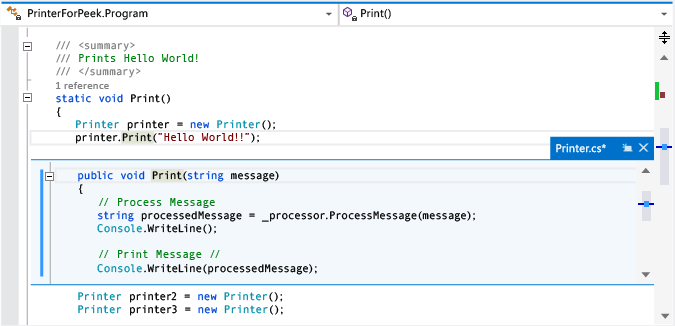 PrinterForPeek.Program
Print()
/// <summary>
/// Prints Hello World!
/// </summary>
1 reference
static void Print()
{
Printer printer = new Printer();
printer.Print("Hello World!!");
Printer.cs*
public void Print(string message)
{
// Process Message
string processedMessage = _processor.ProcessMessage(message);
Console.WriteLine();
// Print Message //
Console.WriteLine(processedMessage);
Printer printer2 = new Printer();
Printer printer3 = new Printer();